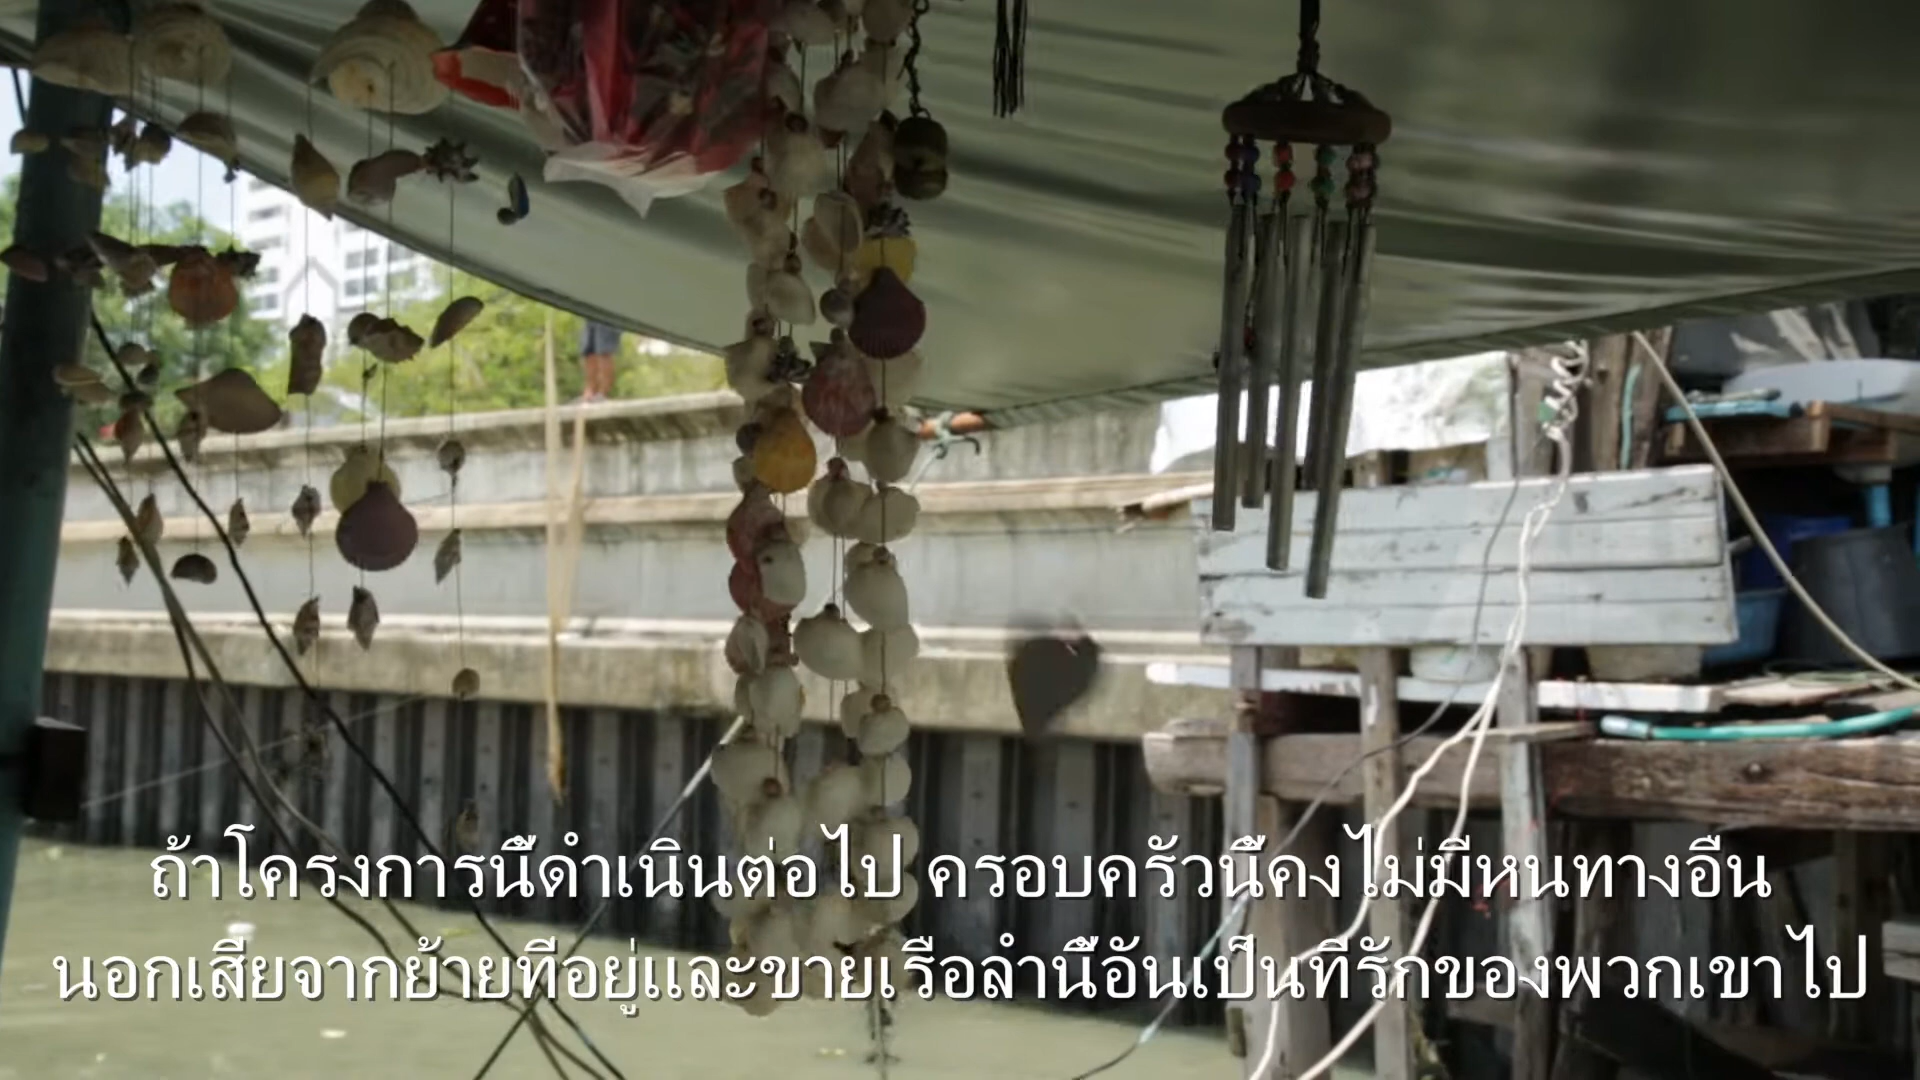 ถ้าโครงการนี้ดำเนินต่อไป ครอบครัวนี้คงไม่มีหนทางอื่น
นอกเสียจากย้ายที่อยู่และขายเรือลำนี้อันเป็นที่รักของพวกเขาไป